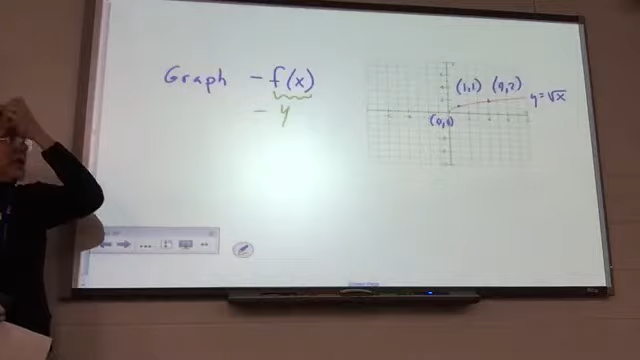 Graph - f(x)
- y
(1,1) (4,2)
y = √x
(0,0)